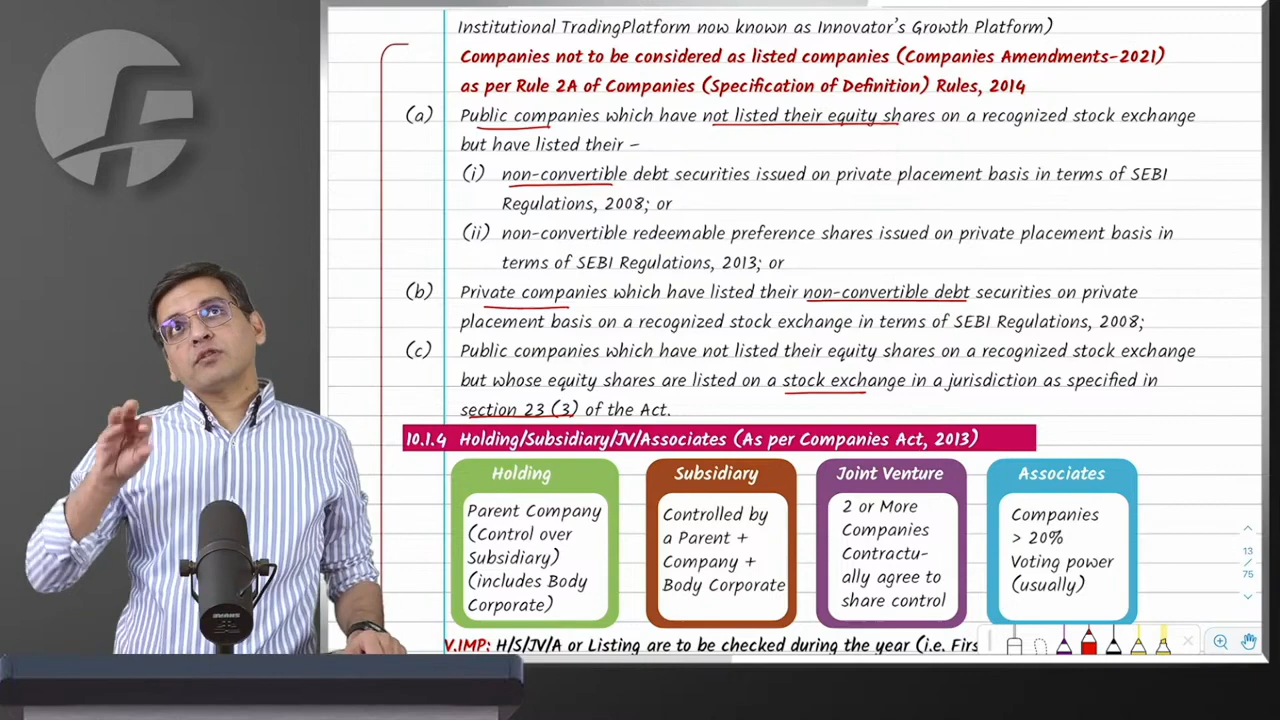 Institutional TradingPlatform now known as Innovator's Growth Platform)
Companies not to be considered as listed companies (Companies Amendments-2021)
as per Rule 2A of Companies (Specification of Definition) Rules, 2014
(a) Public companies which have not listed their equity shares on a recognized stock exchange
but have listed their –
(i) non-convertible debt securities issued on private placement basis in terms of SEBI
Regulations, 2008; or
(ii) non-convertible redeemable preference shares issued on private placement basis in
terms of SEBI Regulations, 2013; or
(b) Private companies which have listed their non-convertible debt securities on private
placement basis on a recognized stock exchange in terms of SEBI Regulations, 2008;
(c) Public companies which have not listed their equity shares on a recognized stock exchange
but whose equity shares are listed on a stock exchange in a jurisdiction as specified in
section 23 (3) of the Act.
10.1.4 Holding/Subsidiary/JV/Associates (As per Companies Act, 2013)
Holding
Parent Company
(Control over
Subsidiary)
(includes Body
Corporate)
Subsidiary
Controlled by
a Parent +
Company +
Body Corporate
Joint Venture
2 or More
Companies
Contractu-
ally agree to
share control
Associates
Companies
> 20%
Voting power
(usually)
V.IMP: H/S/JV/A or Listing are to be checked during the year (i.e. Firs
13
/
75